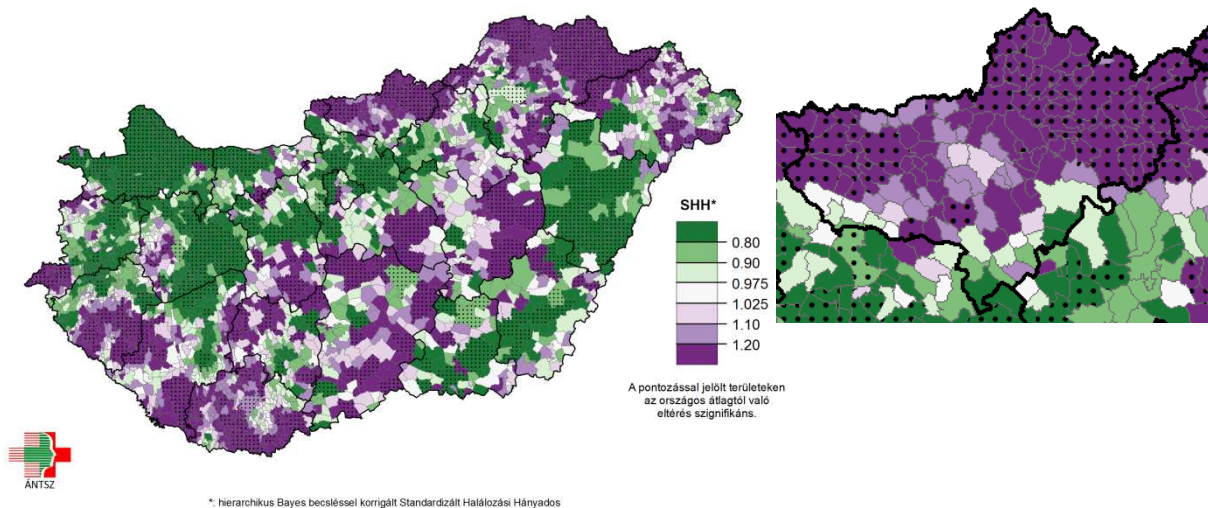 SHH*
0.80
0.90
0.975
1.025
1.10
1.20
A pontozással jelölt területeken
az országos átlagtól való
eltérés szignifikáns.
ÁNTSZ
*: hierarchikus Bayes becsléssel korrigált Standardizált Halálozási Hányados